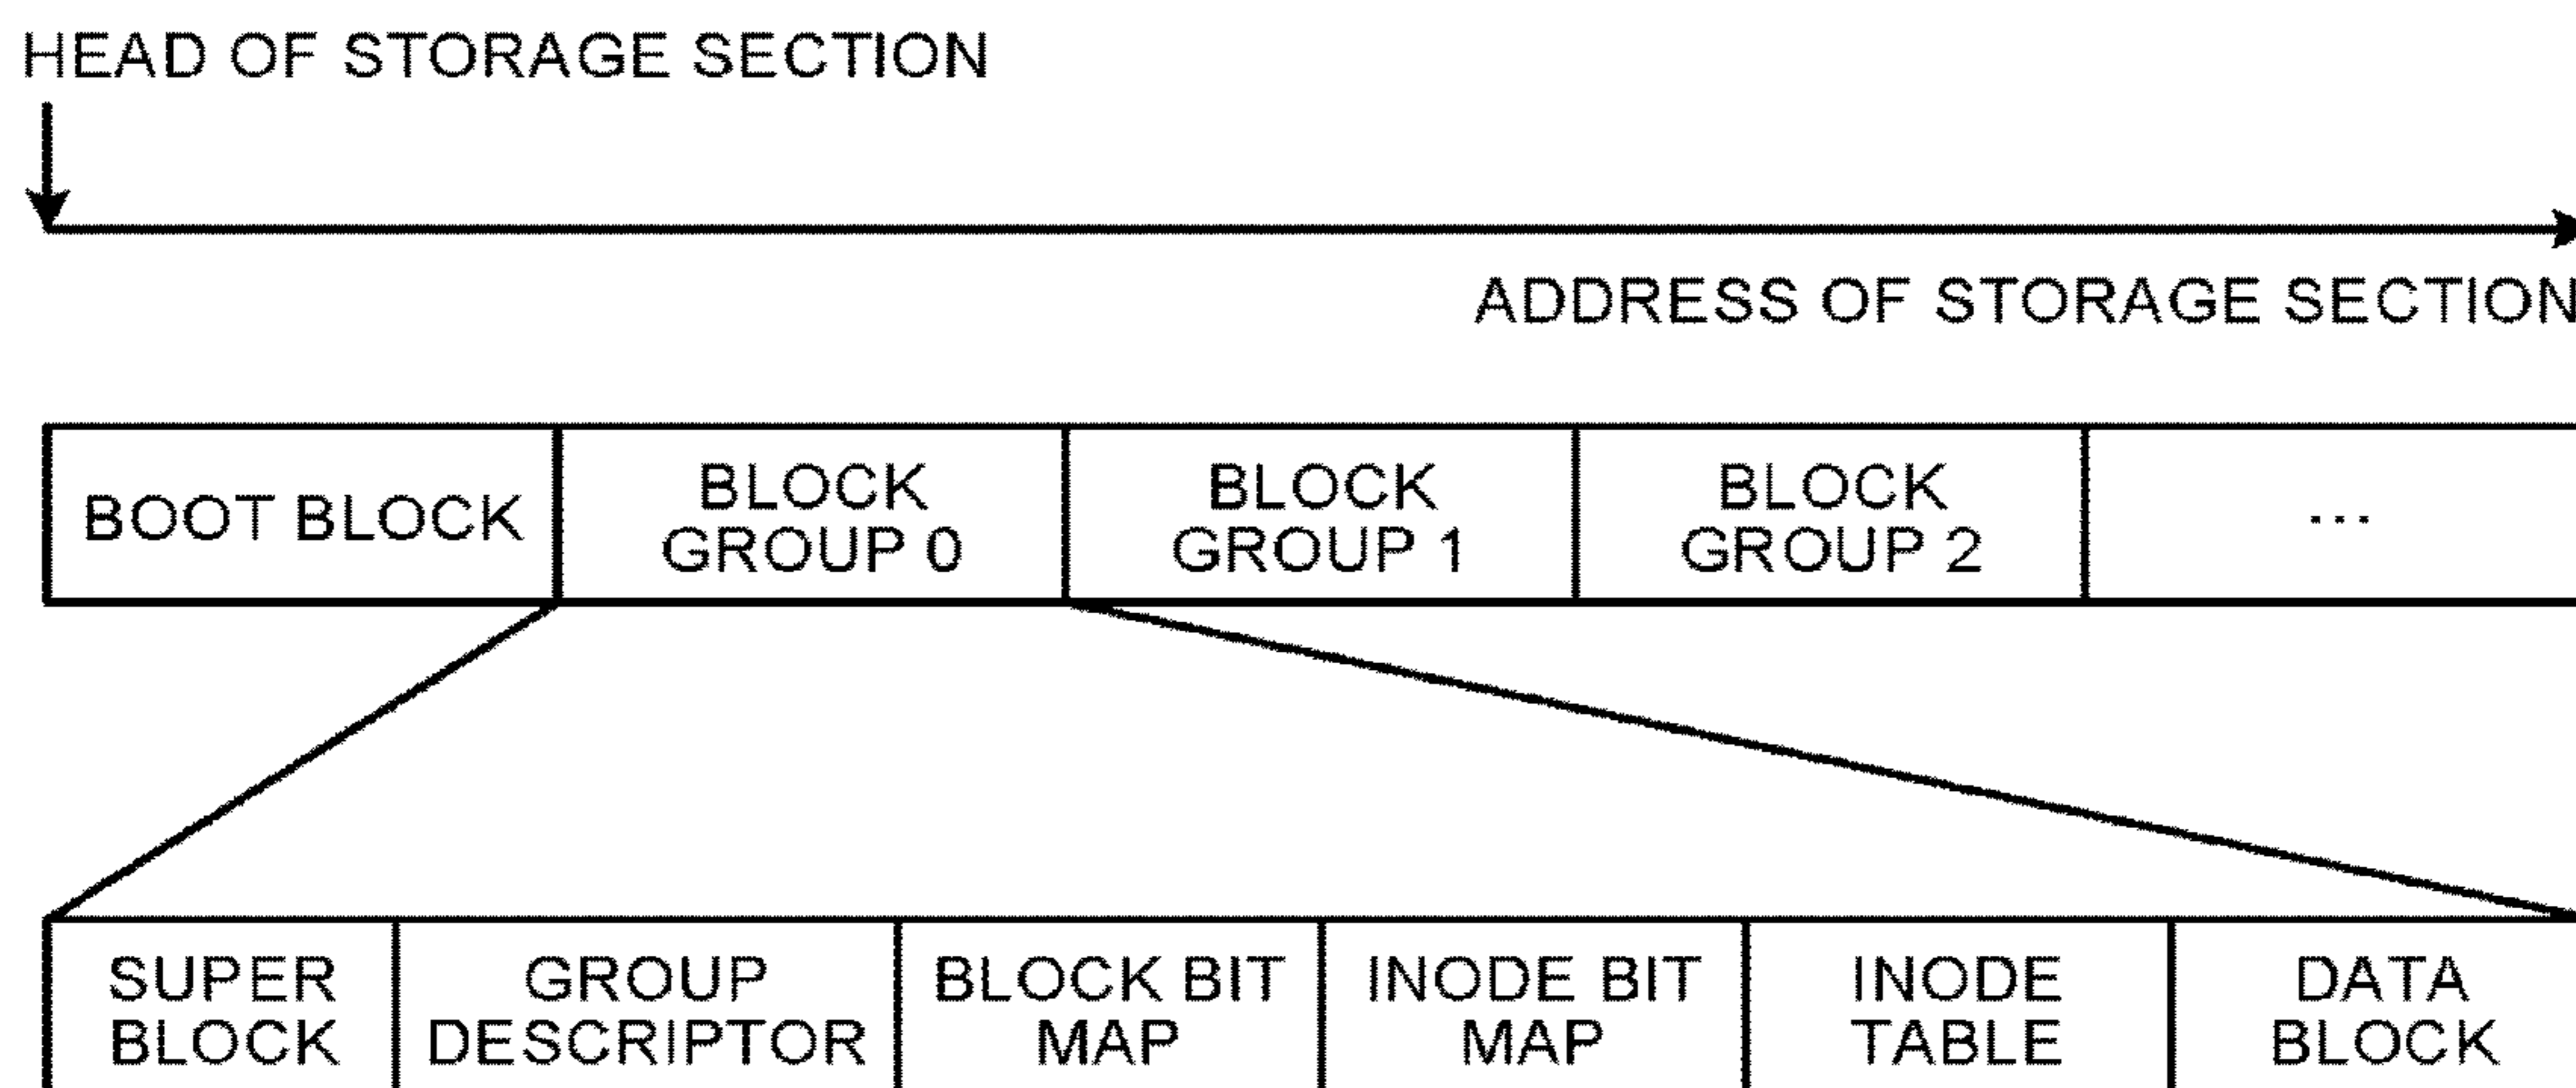 HEAD OF STORAGE SECTION
ADDRESS OF STORAGE SECTION
BOOT BLOCK
BLOCK
GROUP 0
BLOCK
GROUP 1
BLOCK
GROUP 2
...
SUPER
BLOCK
GROUP
DESCRIPTOR
BLOCK BIT
MAP
INODE BIT
MAP
INODE
TABLE
DATA
BLOCK